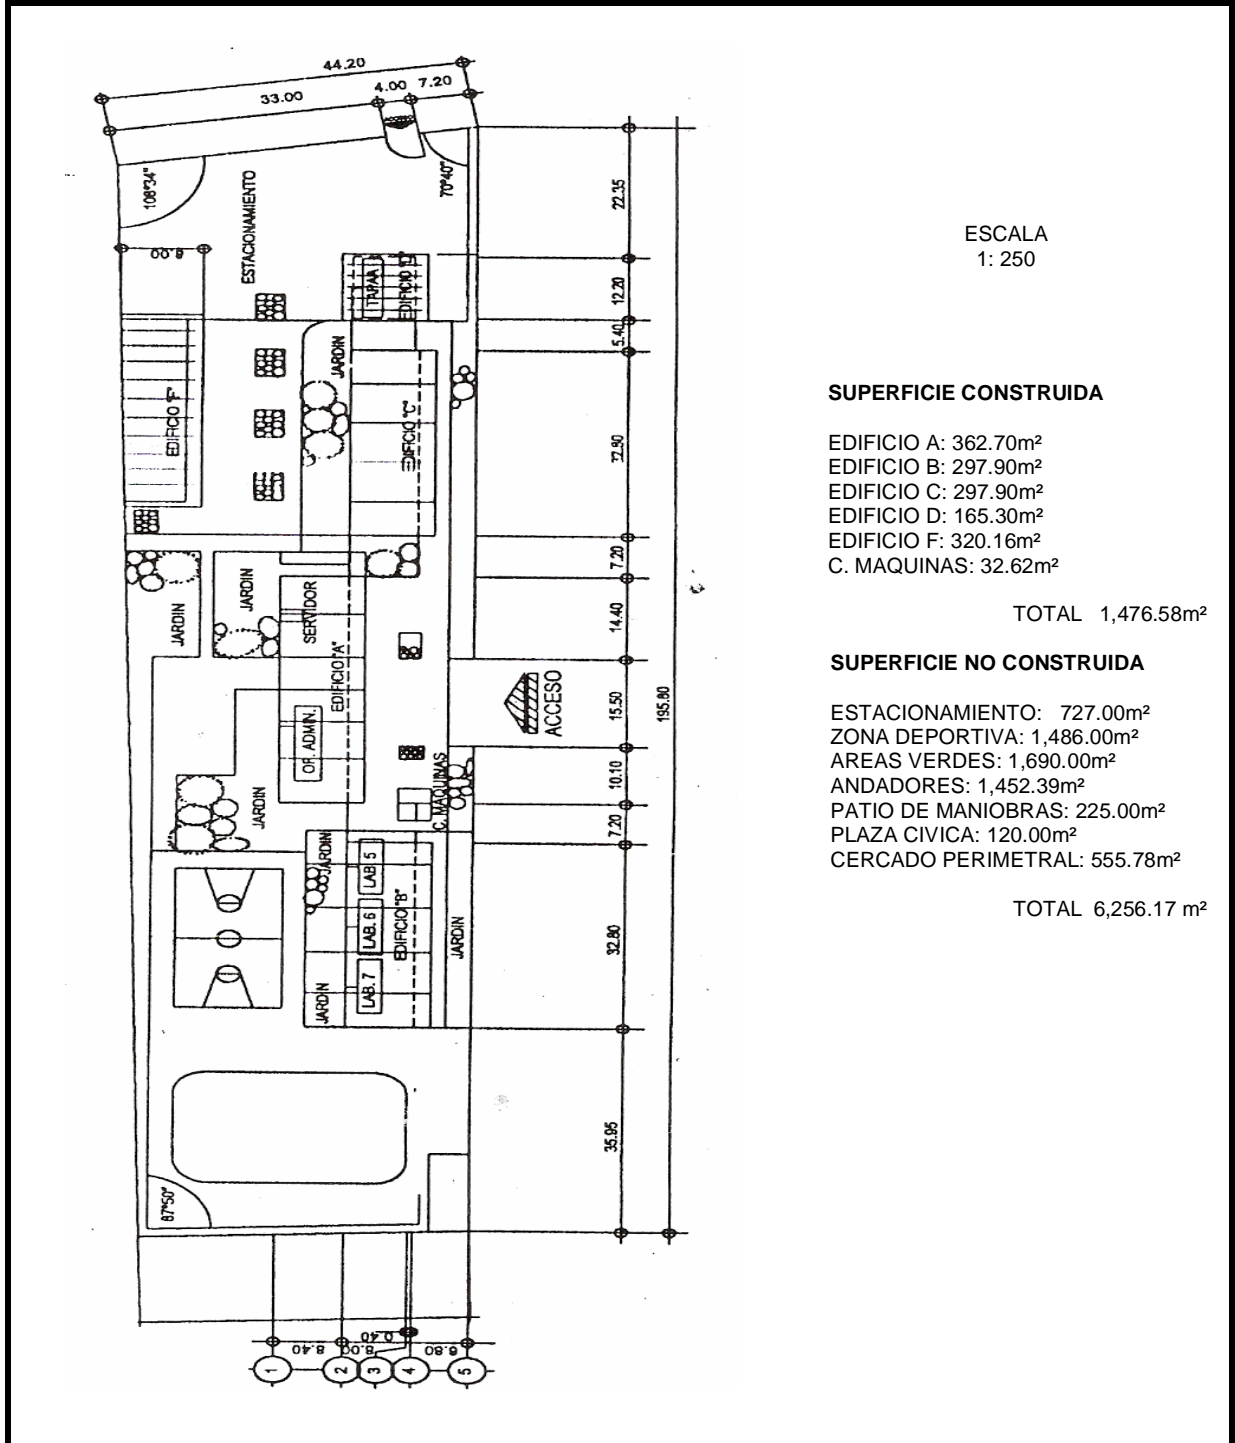 44.20
33.00
4.00
7.20
108°34"
70°40"
ESTACIONAMIENTO
8.00
22.35
12.20
5.40
TAPAA
EDIFICIO "D"
JARDIN
EDIFICIO "F"
EDIFICIO "C"
7.20
JARDIN
JARDIN
SERVIDOR
14.40
EDIFICIO "A"
OF. ADMIN.
ACCESO
15.50
195.80
10.10
C. MAQUINAS
JARDIN
7.20
JARDIN
LAB. 5
LAB. 6
LAB. 7
EDIFICIO "B"
JARDIN
JARDIN
32.80
35.95
87°50"
8.40
8.00
0.40
6.80
1
2
3
4
5
ESCALA
1: 250
SUPERFICIE CONSTRUIDA
EDIFICIO A: 362.70m²
EDIFICIO B: 297.90m²
EDIFICIO C: 297.90m²
EDIFICIO D: 165.30m²
EDIFICIO F: 320.16m²
C. MAQUINAS: 32.62m²
TOTAL 1,476.58m²
SUPERFICIE NO CONSTRUIDA
ESTACIONAMIENTO: 727.00m²
ZONA DEPORTIVA: 1,486.00m²
AREAS VERDES: 1,690.00m²
ANDADORES: 1,452.39m²
PATIO DE MANIOBRAS: 225.00m²
PLAZA CIVICA: 120.00m²
CERCADO PERIMETRAL: 555.78m²
TOTAL 6,256.17 m²